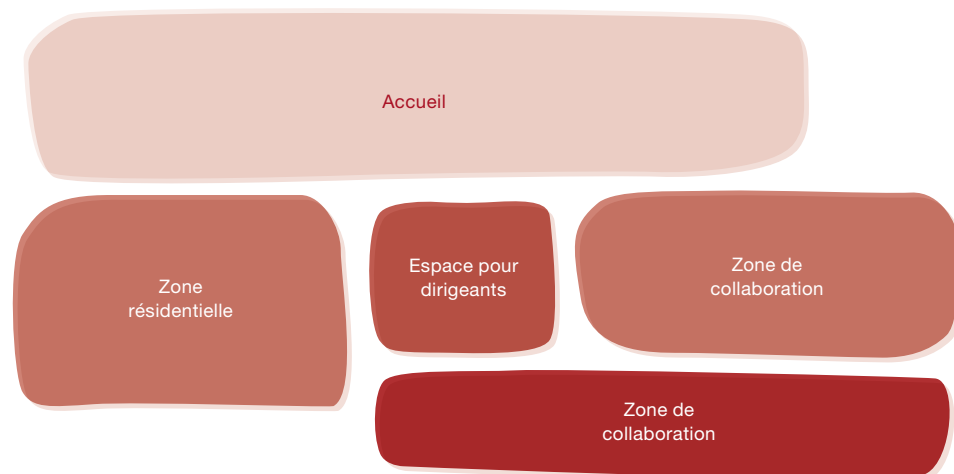 Accueil
Zone
résidentielle
Espace pour
dirigeants
Zone de
collaboration
Zone de
collaboration